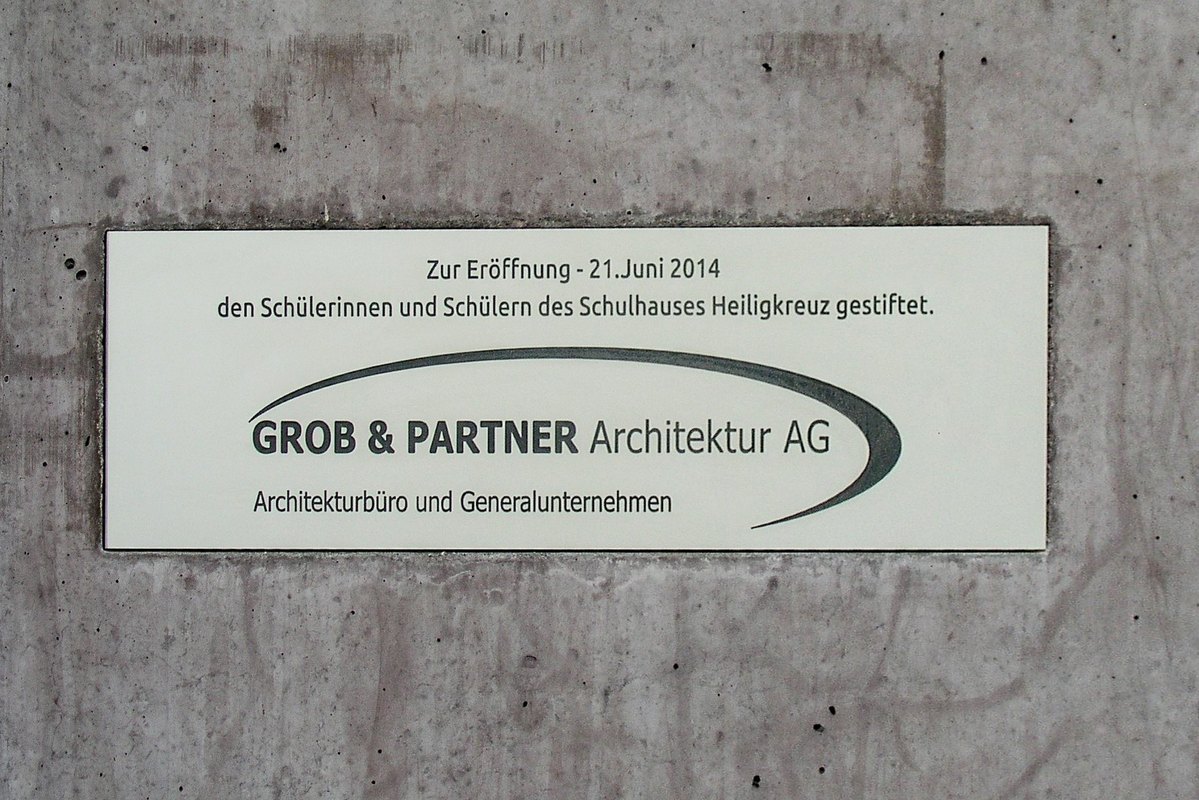 Zur Eröffnung - 21.Juni 2014
den Schülerinnen und Schülern des Schulhauses Heiligkreuz gestiftet.
GROB & PARTNER Architektur AG
Architekturbüro und Generalunternehmen